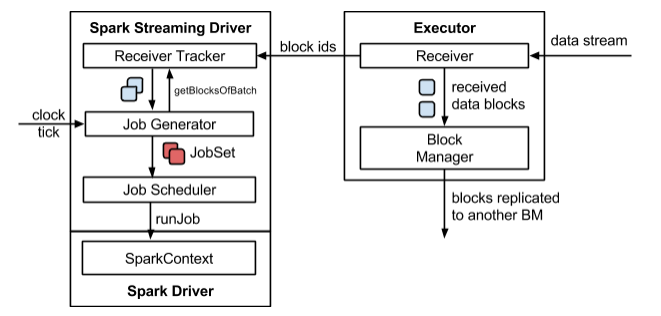 Spark Streaming Driver
Receiver Tracker
getBlocksOfBatch
clock
tick
Job Generator
JobSet
Job Scheduler
runJob
SparkContext
Spark Driver
block ids
Executor
Receiver
data stream
received
data blocks
Block
Manager
blocks replicated
to another BM